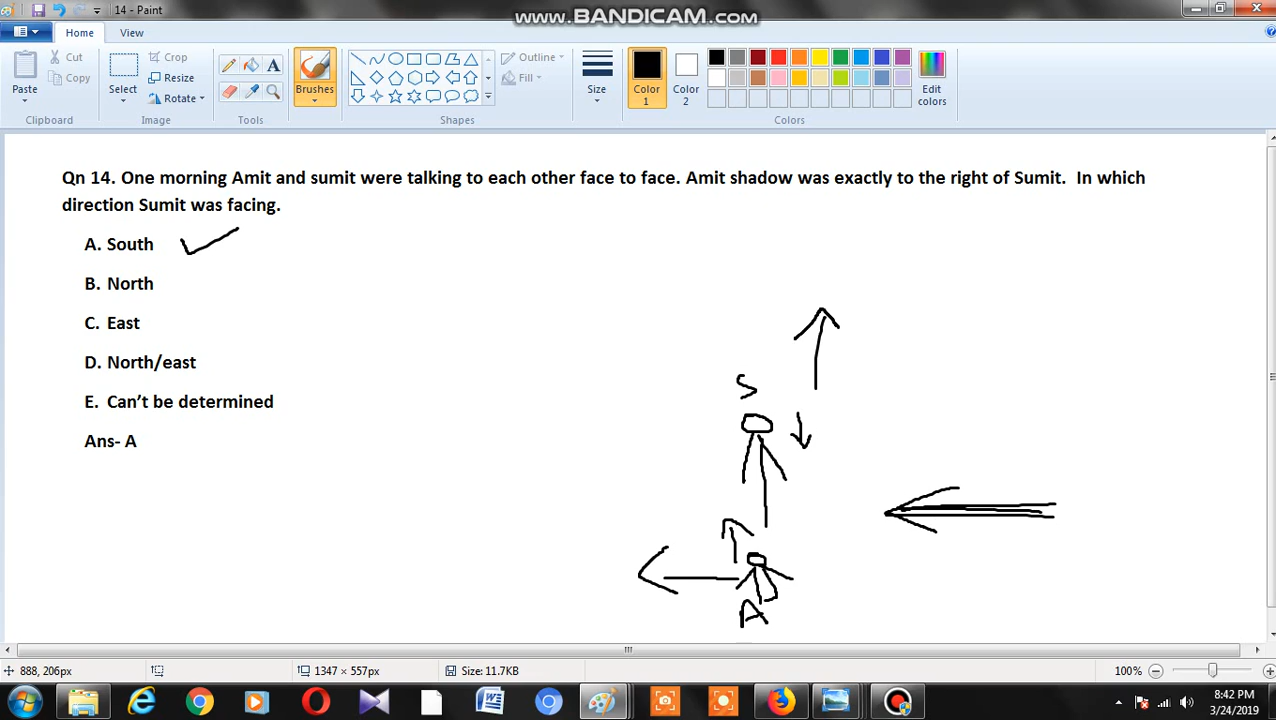 www.BANDICAM.com
14 - Paint
Home View
Paste
Cut
Copy
Clipboard
Select
Crop
Resize
Rotate
Image
Tools
Brushes
Shapes
Outline
Fill
Size
Color 1
Color 2
Edit colors
Colors
Qn 14. One morning Amit and sumit were talking to each other face to face. Amit shadow was exactly to the right of Sumit. In which
direction Sumit was facing.
A. South
B. North
C. East
D. North/east
E. Can't be determined
Ans- A
S
A
888, 206px
1347 × 557px
Size: 11.7KB
100%
8:42 PM
3/24/2019